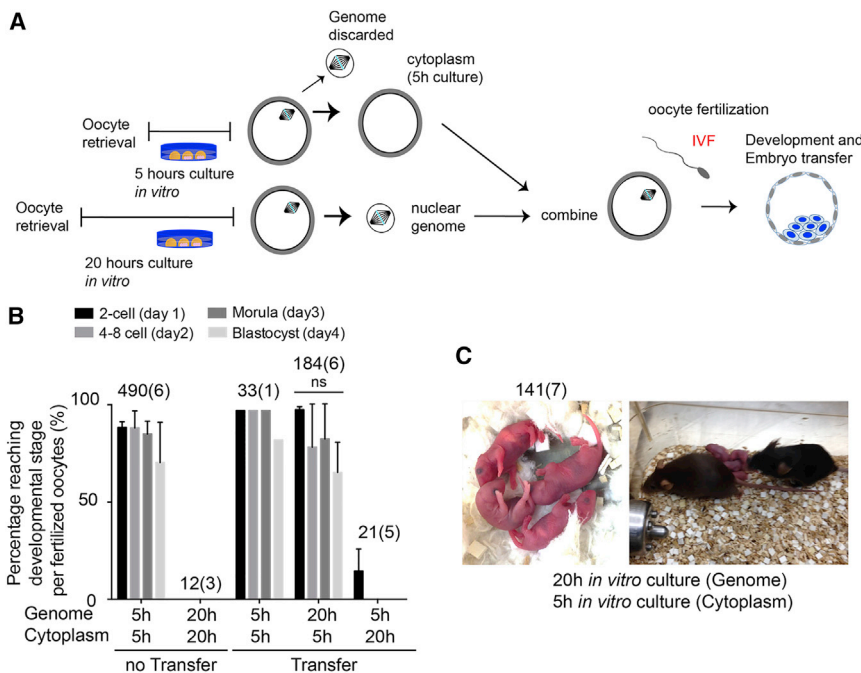 A
Genome
discarded
cytoplasm
(5h culture)
Oocyte
retrieval
5 hours culture
in vitro
oocyte fertilization
IVF
Development and
Embryo transfer
Oocyte
retrieval
20 hours culture
in vitro
nuclear
genome
combine
B
2-cell (day 1)
Morula (day3)
4-8 cell (day2)
Blastocyst (day4)
Percentage reaching
developmental stage
per fertilized oocytes (%)
100
50
0
490(6)
12(3)
33(1)
184(6)
ns
21(5)
Genome 5h 20h 5h 20h 5h
Cytoplasm 5h 20h 5h 5h 20h
no Transfer Transfer
C
141(7)
20h in vitro culture (Genome)
5h in vitro culture (Cytoplasm)